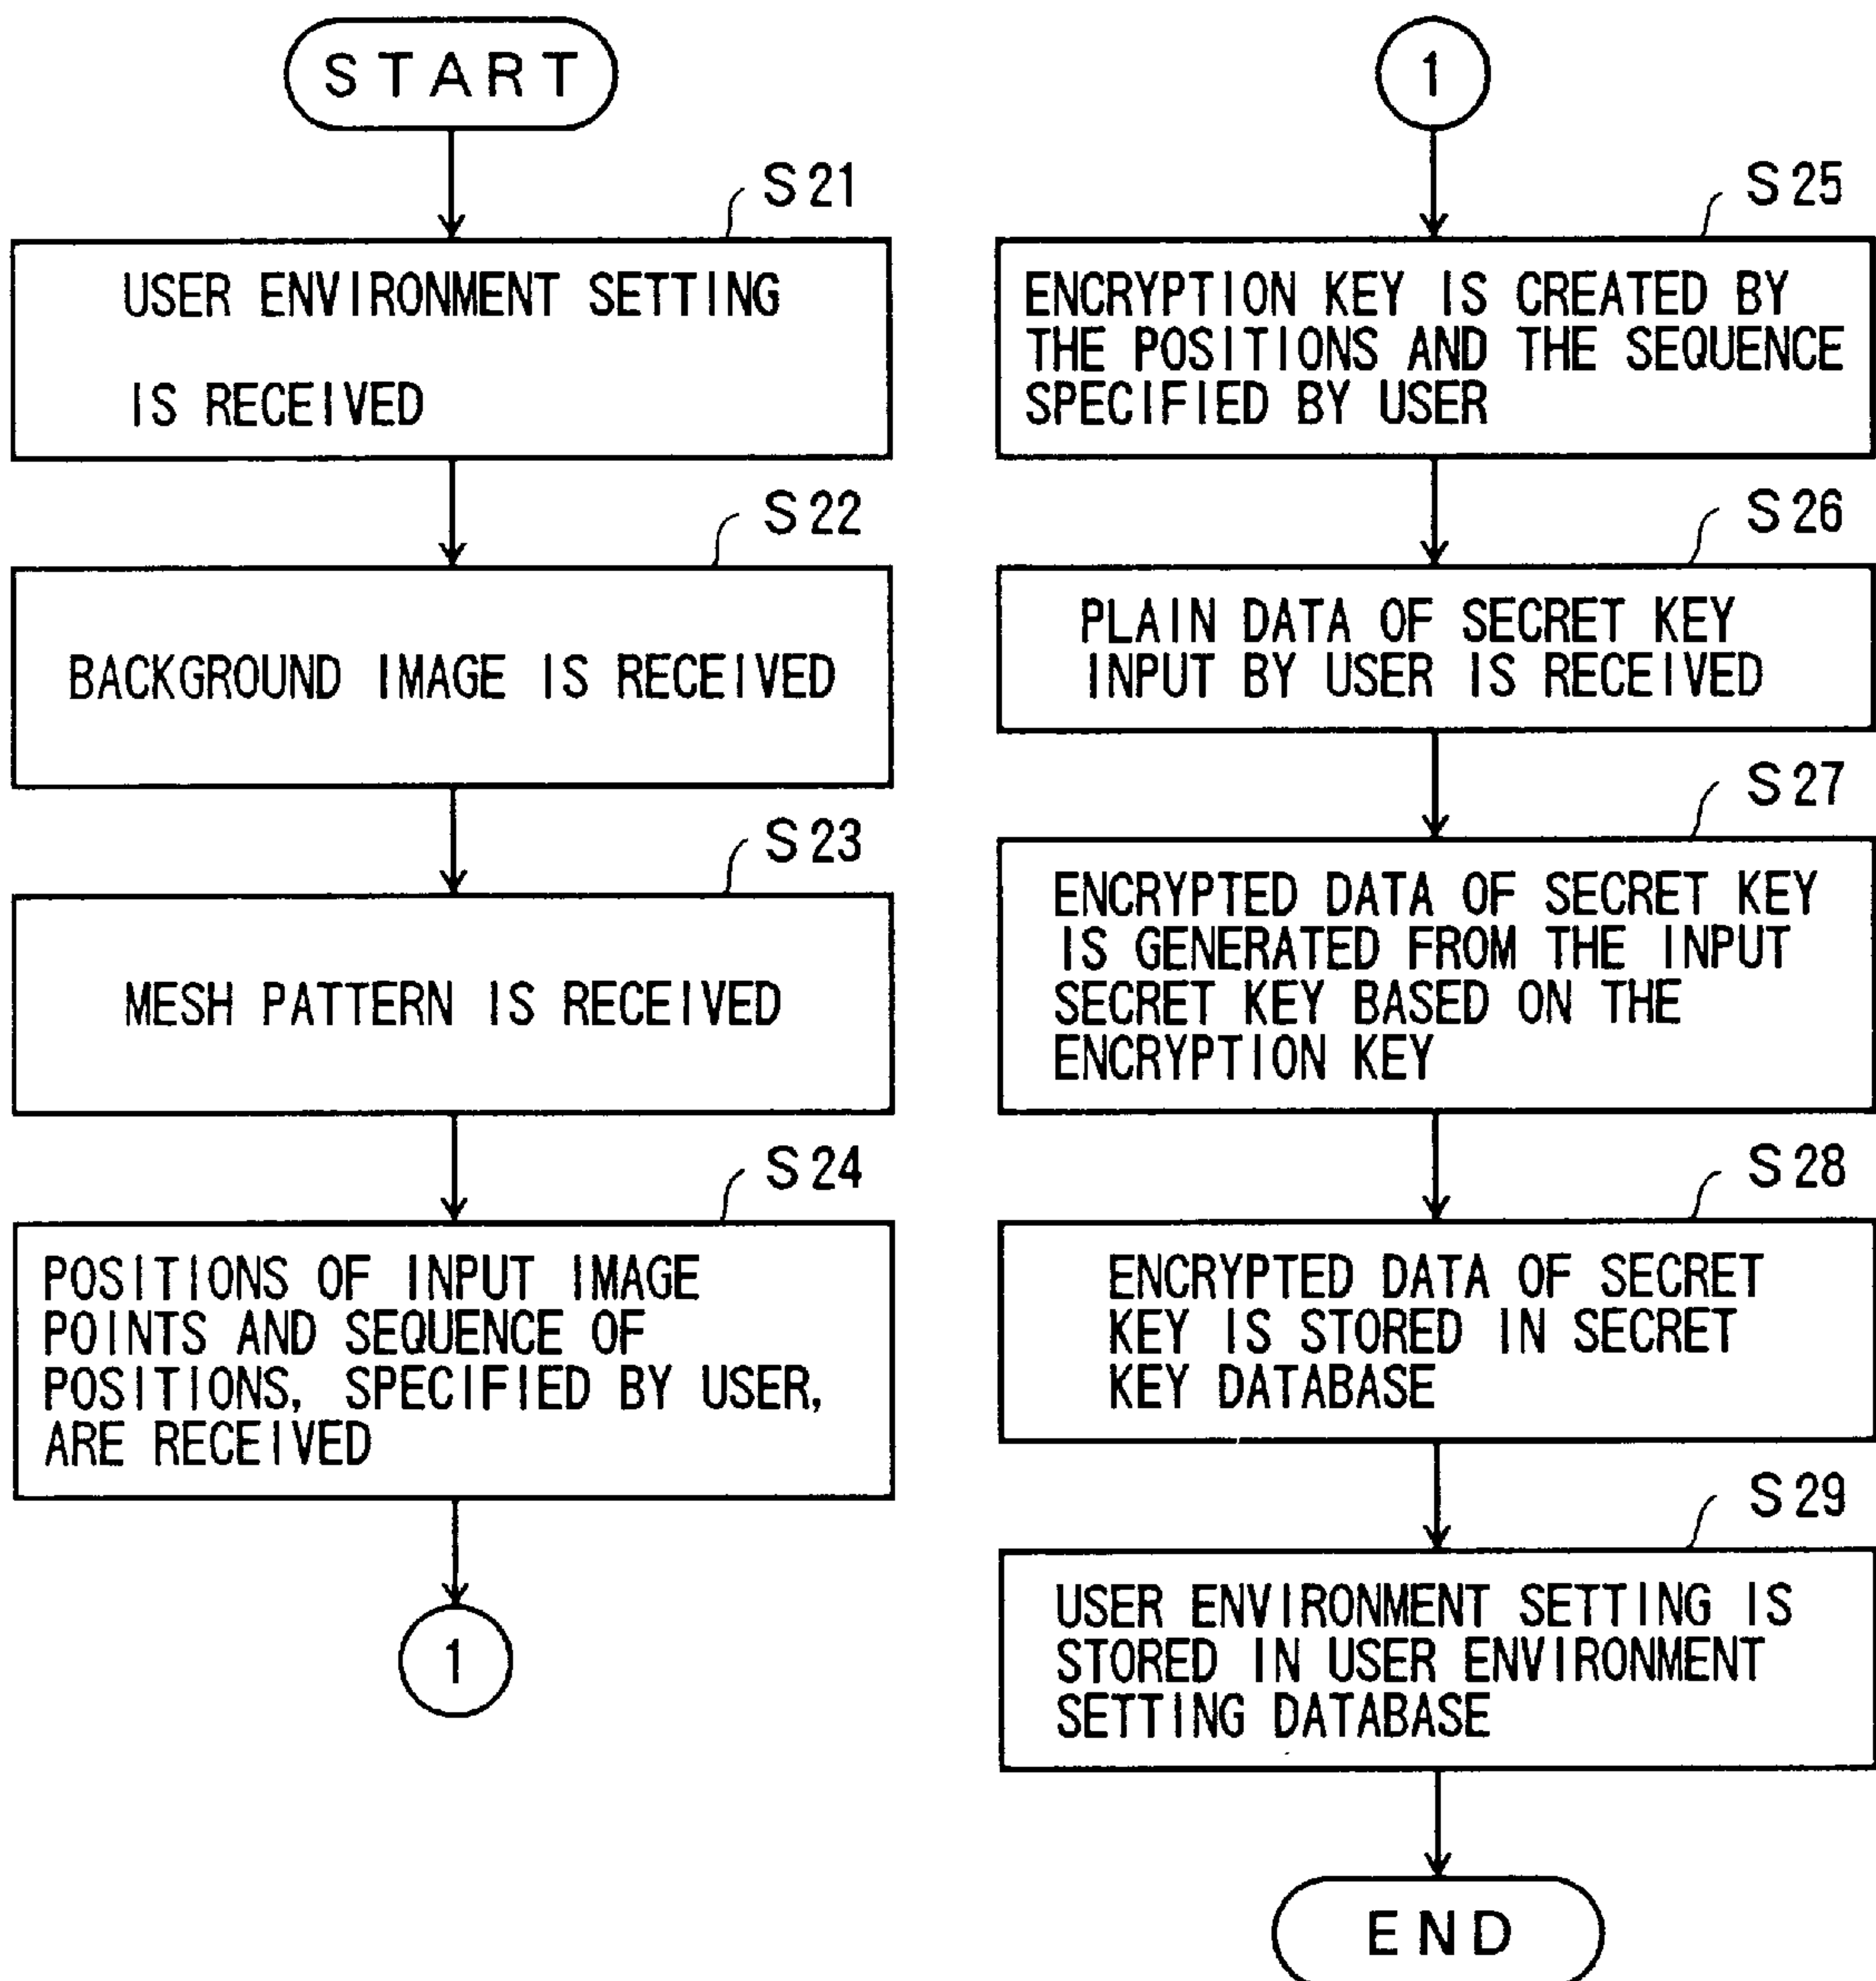 START
S21
USER ENVIRONMENT SETTING
IS RECEIVED
S22
BACKGROUND IMAGE IS RECEIVED
S23
MESH PATTERN IS RECEIVED
S24
POSITIONS OF INPUT IMAGE
POINTS AND SEQUENCE OF
POSITIONS, SPECIFIED BY USER,
ARE RECEIVED
1
1
S25
ENCRYPTION KEY IS CREATED BY
THE POSITIONS AND THE SEQUENCE
SPECIFIED BY USER
S26
PLAIN DATA OF SECRET KEY
INPUT BY USER IS RECEIVED
S27
ENCRYPTED DATA OF SECRET KEY
IS GENERATED FROM THE INPUT
SECRET KEY BASED ON THE
ENCRYPTION KEY
S28
ENCRYPTED DATA OF SECRET
KEY IS STORED IN SECRET
KEY DATABASE
S29
USER ENVIRONMENT SETTING IS
STORED IN USER ENVIRONMENT
SETTING DATABASE
END